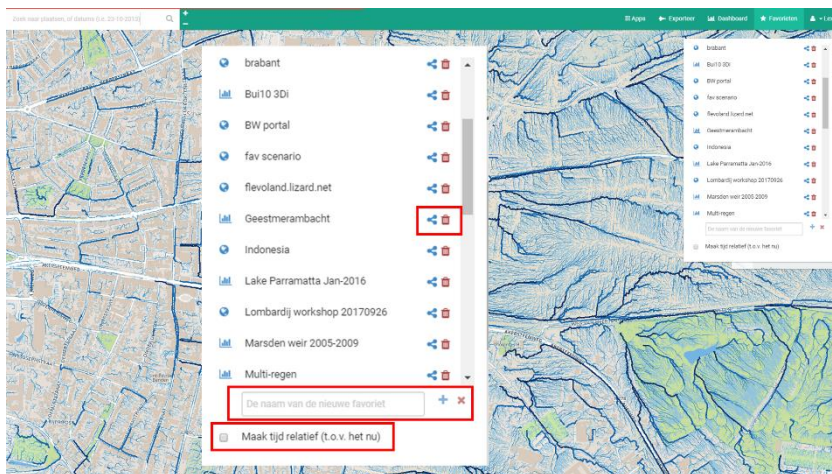 Zoek naar plaatsen, of datums (i.e. 22-10-2013)
Apps
Exporteer
Dashboard
Favorieten
brabant
Bui10 3Di
BW portal
fav scenario
flevoland.lizard.net
Geestmerambacht
Indonesia
Lake Parramatta Jan-2016
Lombardij workshop 20170926
Marsden weir 2005-2009
Multi-regen
De naam van de nieuwe favoriet
Maak tijd relatief (t.o.v. het nu)
brabant
Bui10 3Di
BW portal
fav scenario
flevoland.lizard.net
Geestmerambacht
Indonesia
Lake Parramatta Jan-2016
Lombardij workshop 20170926
Marsden weir 2005-2009
Multi-regen
De naam van de nieuwe favoriet
Maak tijd relatief (t.o.v. het nu)